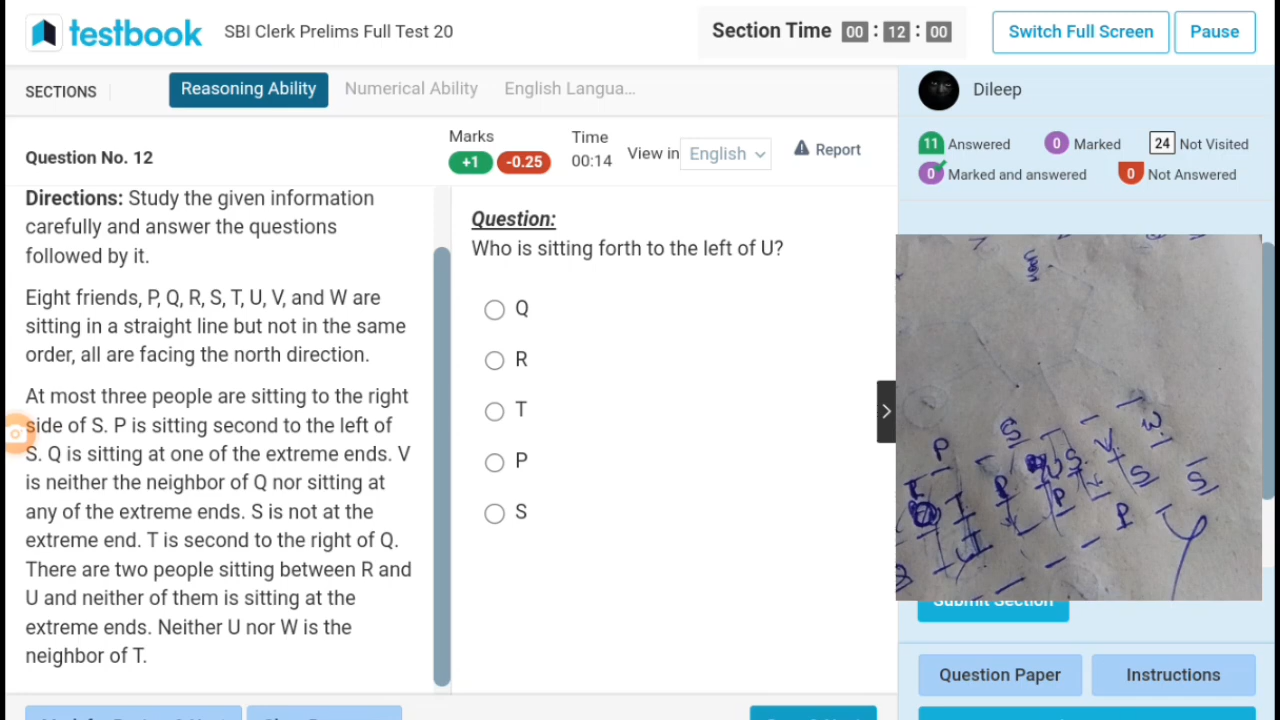 testbook
SBI Clerk Prelims Full Test 20
Section Time 00 : 12 : 00
Switch Full Screen
Pause
SECTIONS
Reasoning Ability
Numerical Ability
English Langua...
Dileep
Question No. 12
Marks
+1 -0.25
Time
00:14
View in English
Report
11 Answered
0 Marked
24 Not Visited
0 Marked and answered
0 Not Answered
Directions: Study the given information
carefully and answer the questions
followed by it.
Eight friends, P, Q, R, S, T, U, V, and W are
sitting in a straight line but not in the same
order, all are facing the north direction.
At most three people are sitting to the right
side of S. P is sitting second to the left of
S. Q is sitting at one of the extreme ends. V
is neither the neighbor of Q nor sitting at
any of the extreme ends. S is not at the
extreme end. T is second to the right of Q.
There are two people sitting between R and
U and neither of them is sitting at the
extreme ends. Neither U nor W is the
neighbor of T.
Question:
Who is sitting forth to the left of U?
Q
R
T
P
S
P S
V W
P U S
T P S S
P
Submit Section
Question Paper
Instructions